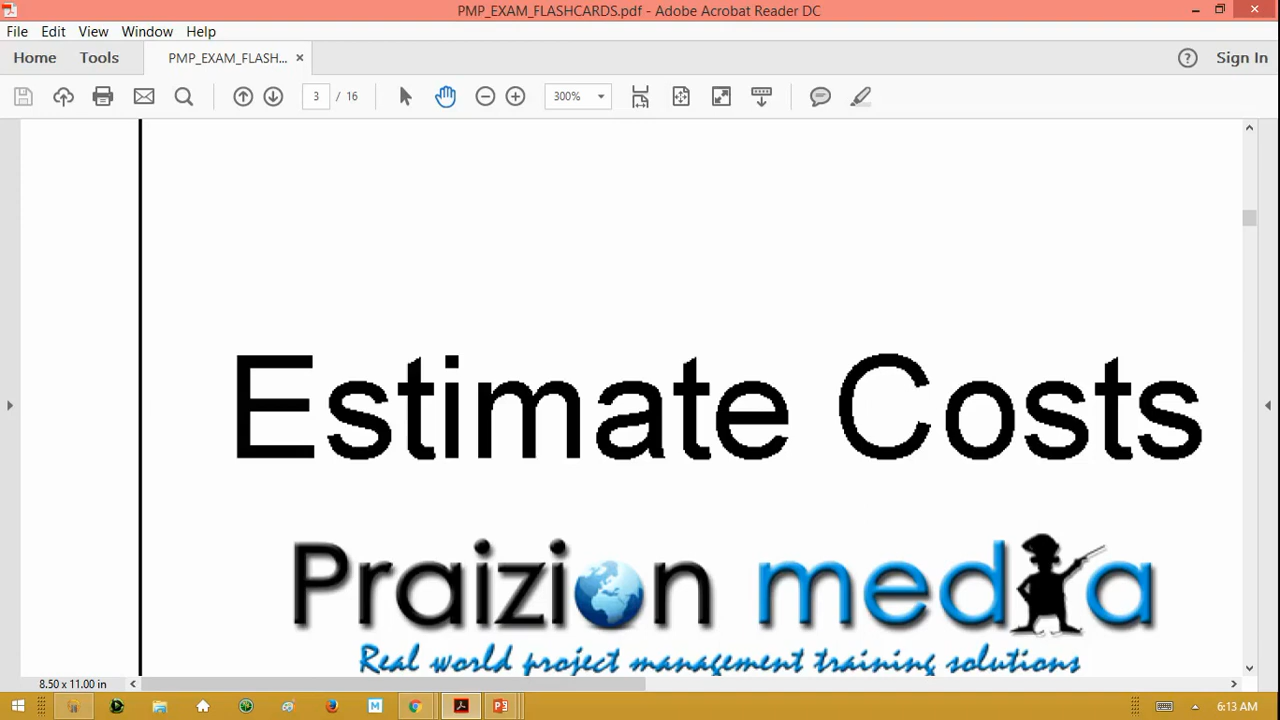 PMP_EXAM_FLASHCARDS.pdf - Adobe Acrobat Reader DC
File Edit View Window Help
Home Tools PMP_EXAM_FLASH... × ? Sign In
3 / 16 300%
Estimate Costs
Praizion media
Real world project management training solutions
8.50 x 11.00 in
M 6:13 AM